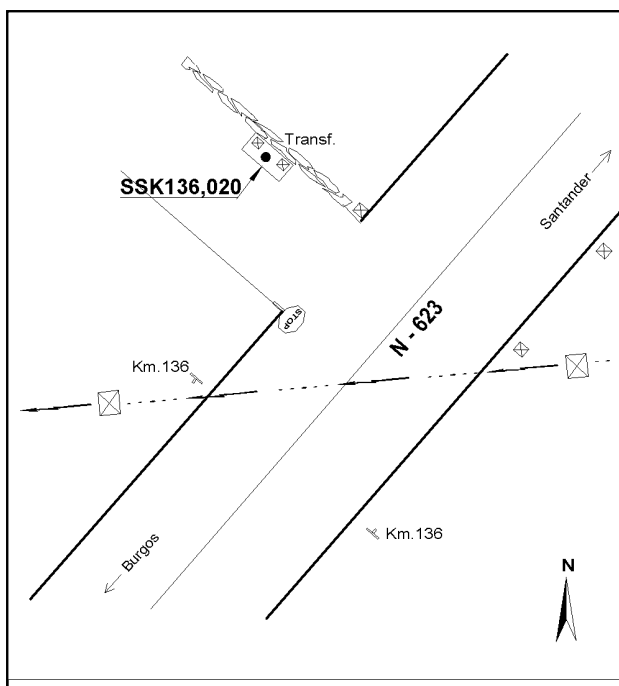 Transf.
SSK136,020
Santander
STOP
N - 623
Km.136
Km.136
Burgos
N